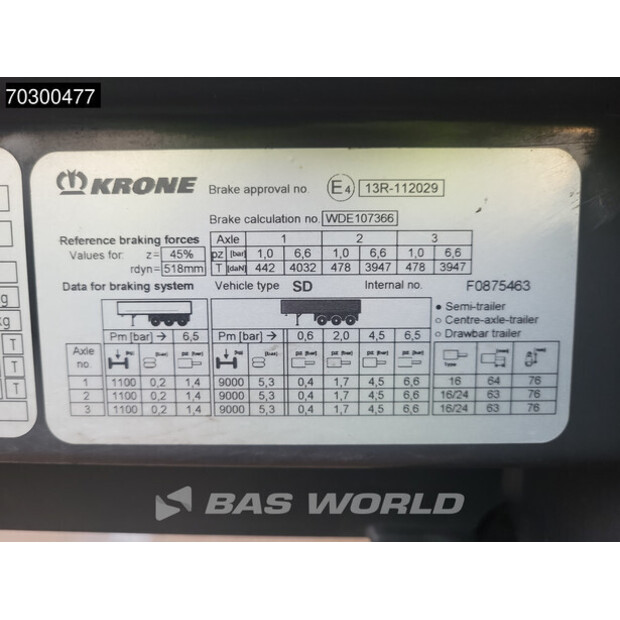 70300477
KRONE Brake approval no. E4 13R-112029
Brake calculation no. WDE107366
Reference braking forces Axle 1 2 3
Values for: z= 45% pz [bar] 1,0 6,6 1,0 6,6 1,0 6,6
rdyn= 518mm T [daN] 442 4032 478 3947 478 3947
Data for braking system Vehicle type SD Internal no. F0875463
• Semi-trailer
○ Centre-axle-trailer
○ Drawbar trailer
Pm [bar] → 6,5 Pm [bar] → 0,6 2,0 4,5 6,5
Axle no.
1 1100 0,2 1,4 9000 5,3 0,4 1,7 4,5 6,6 16 64 76
2 1100 0,2 1,4 9000 5,3 0,4 1,7 4,5 6,6 16/24 63 76
3 1100 0,2 1,4 9000 5,3 0,4 1,7 4,5 6,6 16/24 63 76
g
kg
T
T
T
BAS WORLD